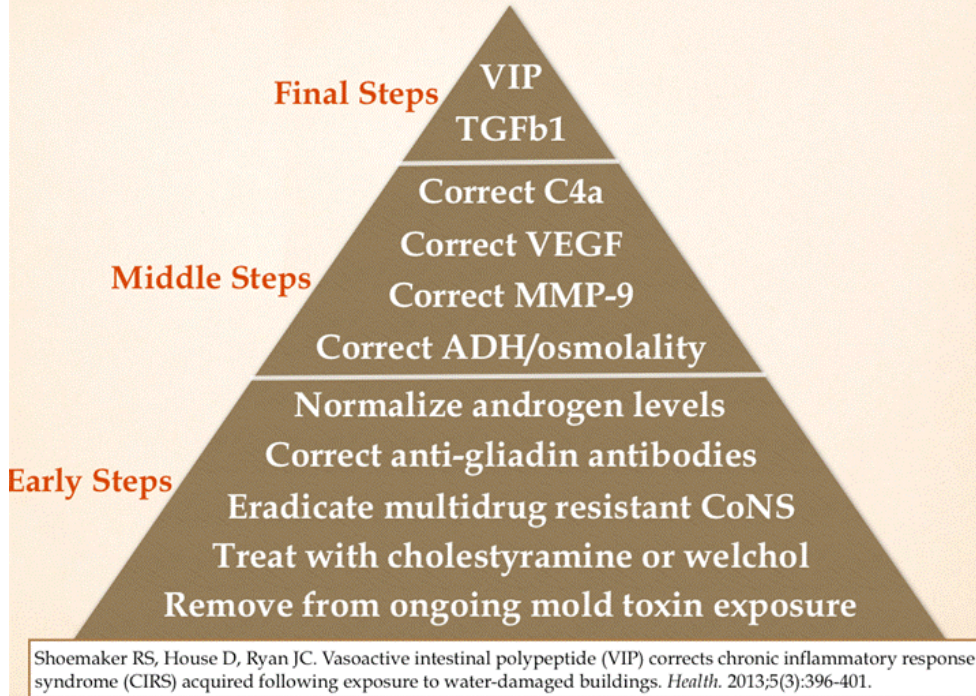 Final Steps
VIP
TGFb1
Middle Steps
Correct C4a
Correct VEGF
Correct MMP-9
Correct ADH/osmolality
Early Steps
Normalize androgen levels
Correct anti-gliadin antibodies
Eradicate multidrug resistant CoNS
Treat with cholestyramine or welchol
Remove from ongoing mold toxin exposure
Shoemaker RS, House D, Ryan JC. Vasoactive intestinal polypeptide (VIP) corrects chronic inflammatory response
syndrome (CIRS) acquired following exposure to water-damaged buildings. Health. 2013;5(3):396-401.